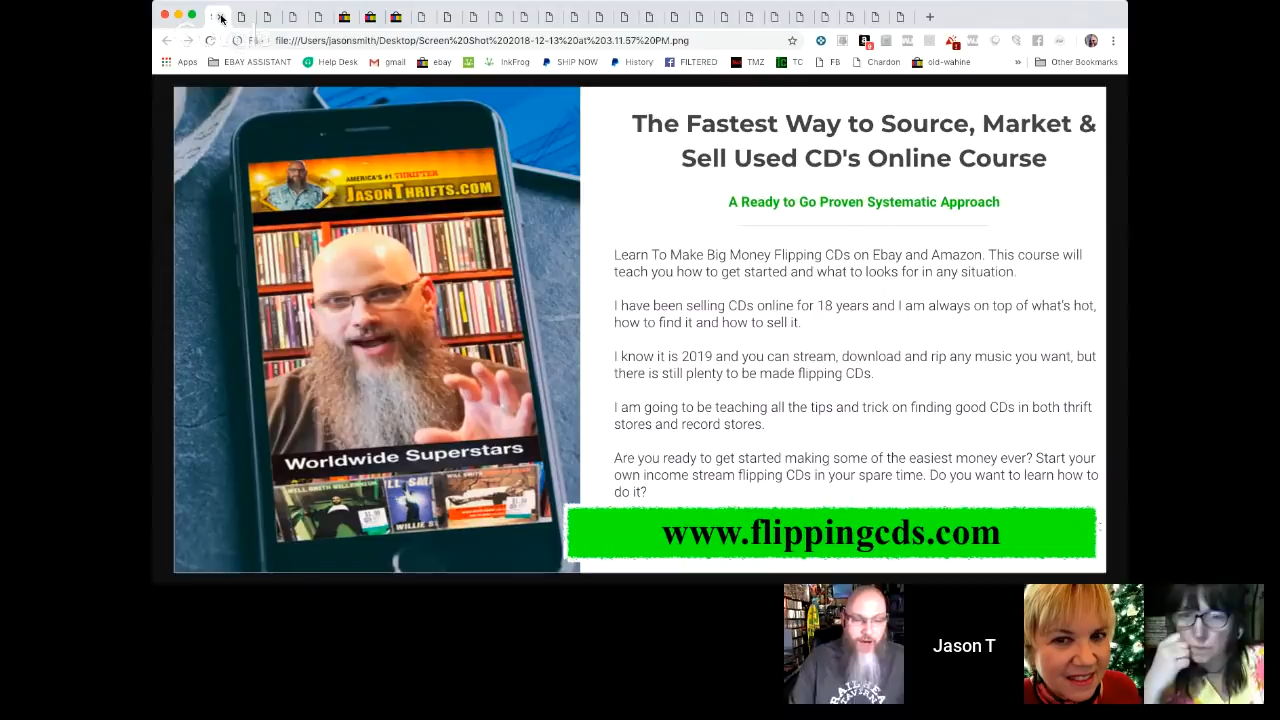 File
file:///Users/jasonsmith/Desktop/Screen%20Shot%202018-12-13%20at%203.11.57%20PM.png
9
Apps EBAY ASSISTANT Help Desk gmail ebay InkFrog SHIP NOW History FILTERED TMZ TC FB Chardon old-wahine » Other Bookmarks
AMERICA'S #1 THRIFTER
JASONTHRIFTS.COM
Worldwide Superstars
The Fastest Way to Source, Market &
Sell Used CD's Online Course
A Ready to Go Proven Systematic Approach
Learn To Make Big Money Flipping CDs on Ebay and Amazon. This course will
teach you how to get started and what to looks for in any situation.
I have been selling CDs online for 18 years and I am always on top of what's hot,
how to find it and how to sell it.
I know it is 2019 and you can stream, download and rip any music you want, but
there is still plenty to be made flipping CDs.
I am going to be teaching all the tips and trick on finding good CDs in both thrift
stores and record stores.
Are you ready to get started making some of the easiest money ever? Start your
own income stream flipping CDs in your spare time. Do you want to learn how to
do it?
www.flippingcds.com
Jason T